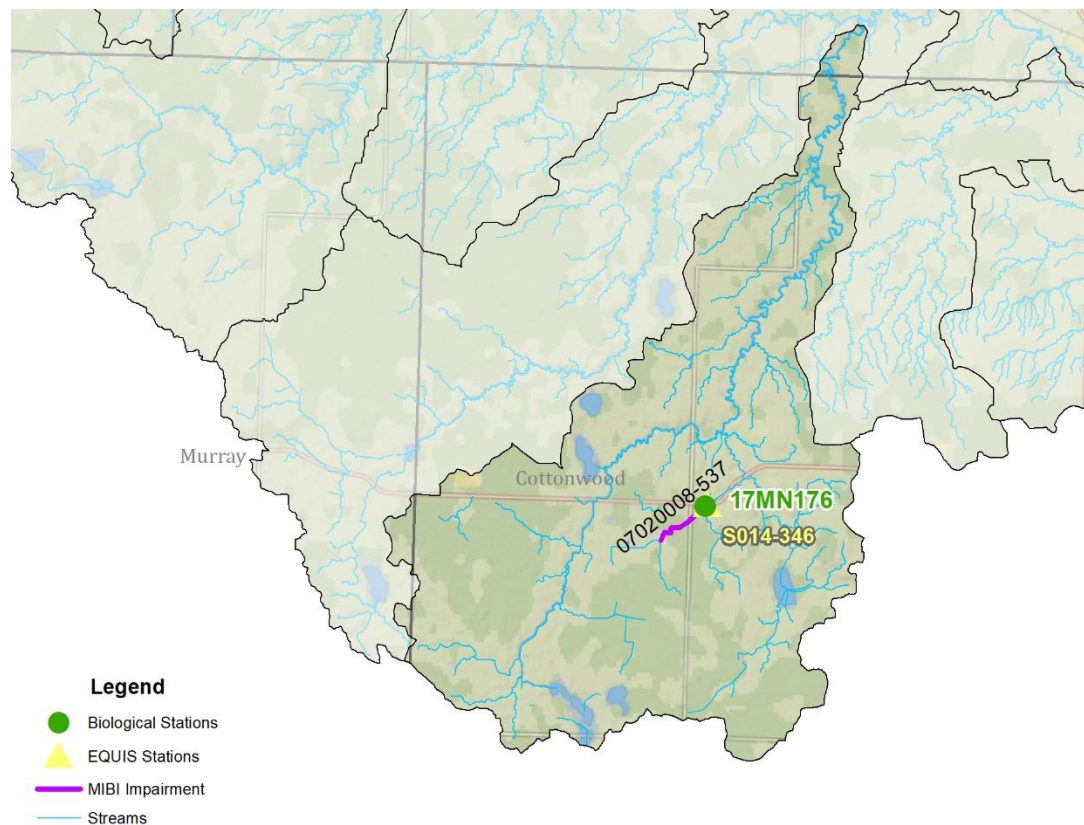 Murray
Cottonwood
07020008-537
17MN176
S014-346
Legend
Biological Stations
EQUIS Stations
MIBI Impairment
Streams